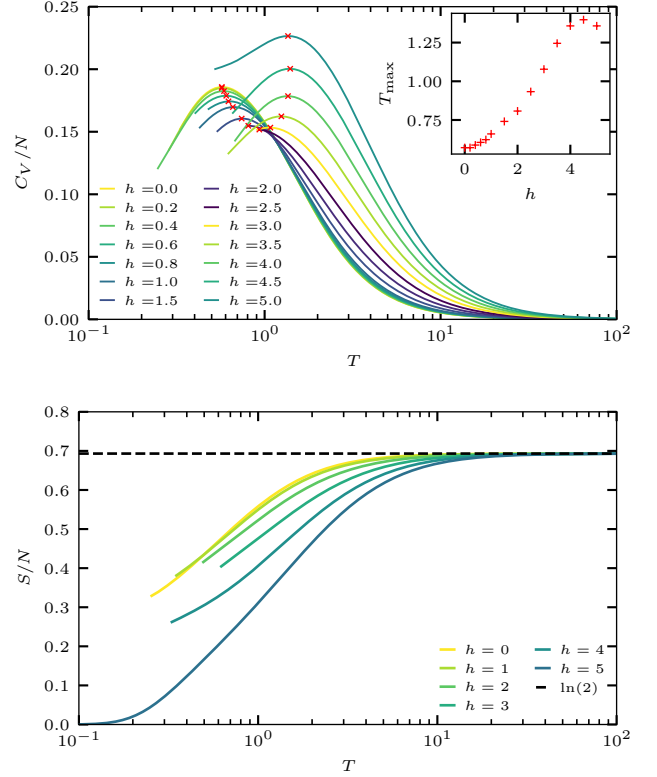 0.25
0.20
0.15
0.10
0.05
0.00
C_V/N
10^{-1}
10^0
10^1
10^2
T
h =0.0
h =0.2
h =0.4
h =0.6
h =0.8
h =1.0
h =1.5
h =2.0
h =2.5
h =3.0
h =3.5
h =4.0
h =4.5
h =5.0
1.25
1.00
0.75
T_max
0
2
4
h
0.8
0.7
0.6
0.5
0.4
0.3
0.2
0.1
0.0
S/N
10^{-1}
10^0
10^1
10^2
T
h = 0
h = 1
h = 2
h = 3
h = 4
h = 5
ln(2)